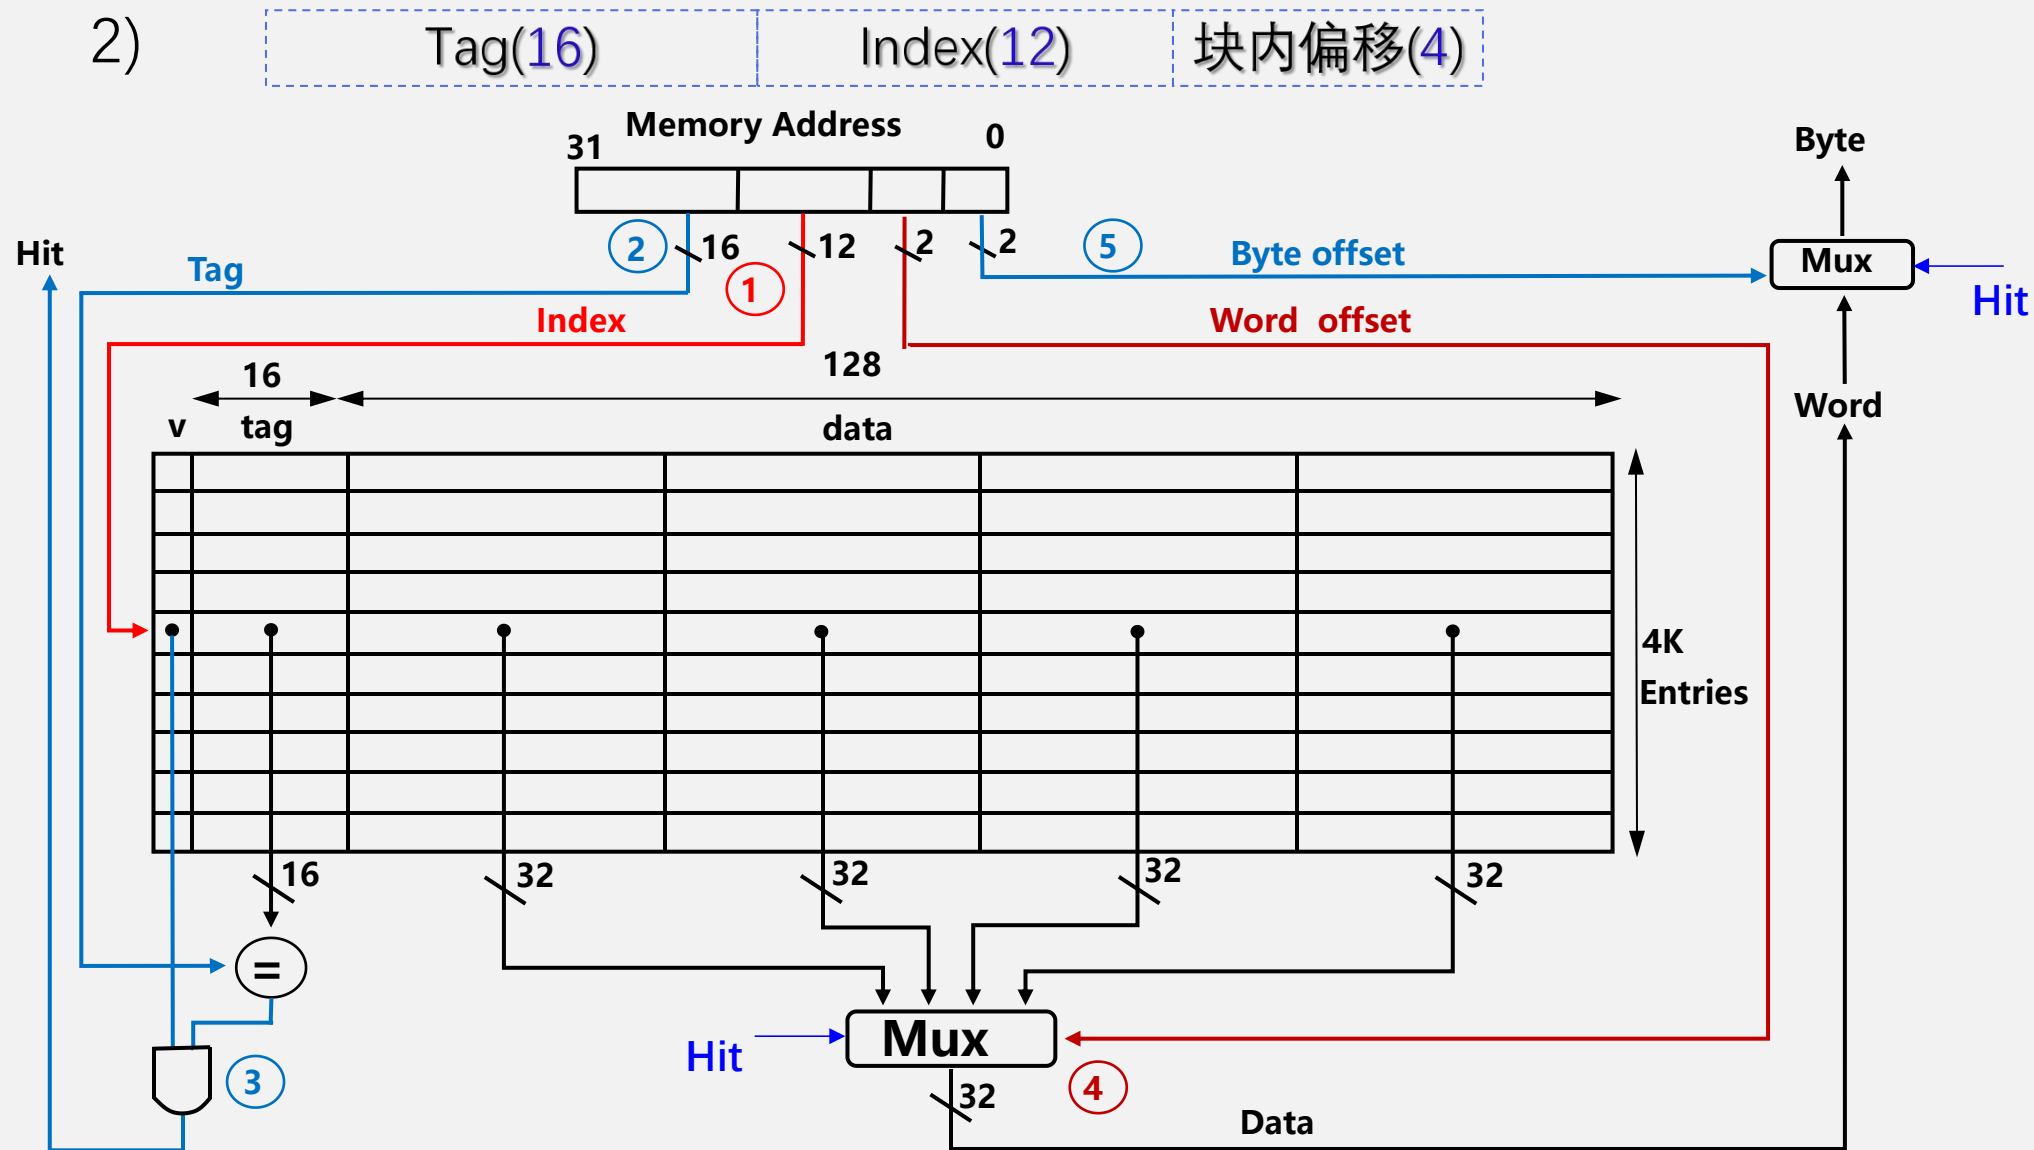 2)
Tag(16) Index(12) 块内偏移(4)
Memory Address
31 0
Byte
Hit
2 16 12 2 2 5
Tag Byte offset Mux
1
Hit
Index Word offset
128
16
v tag data Word
4K
Entries
16 32 32 32 32
=
Hit Mux
3 4
32
Data